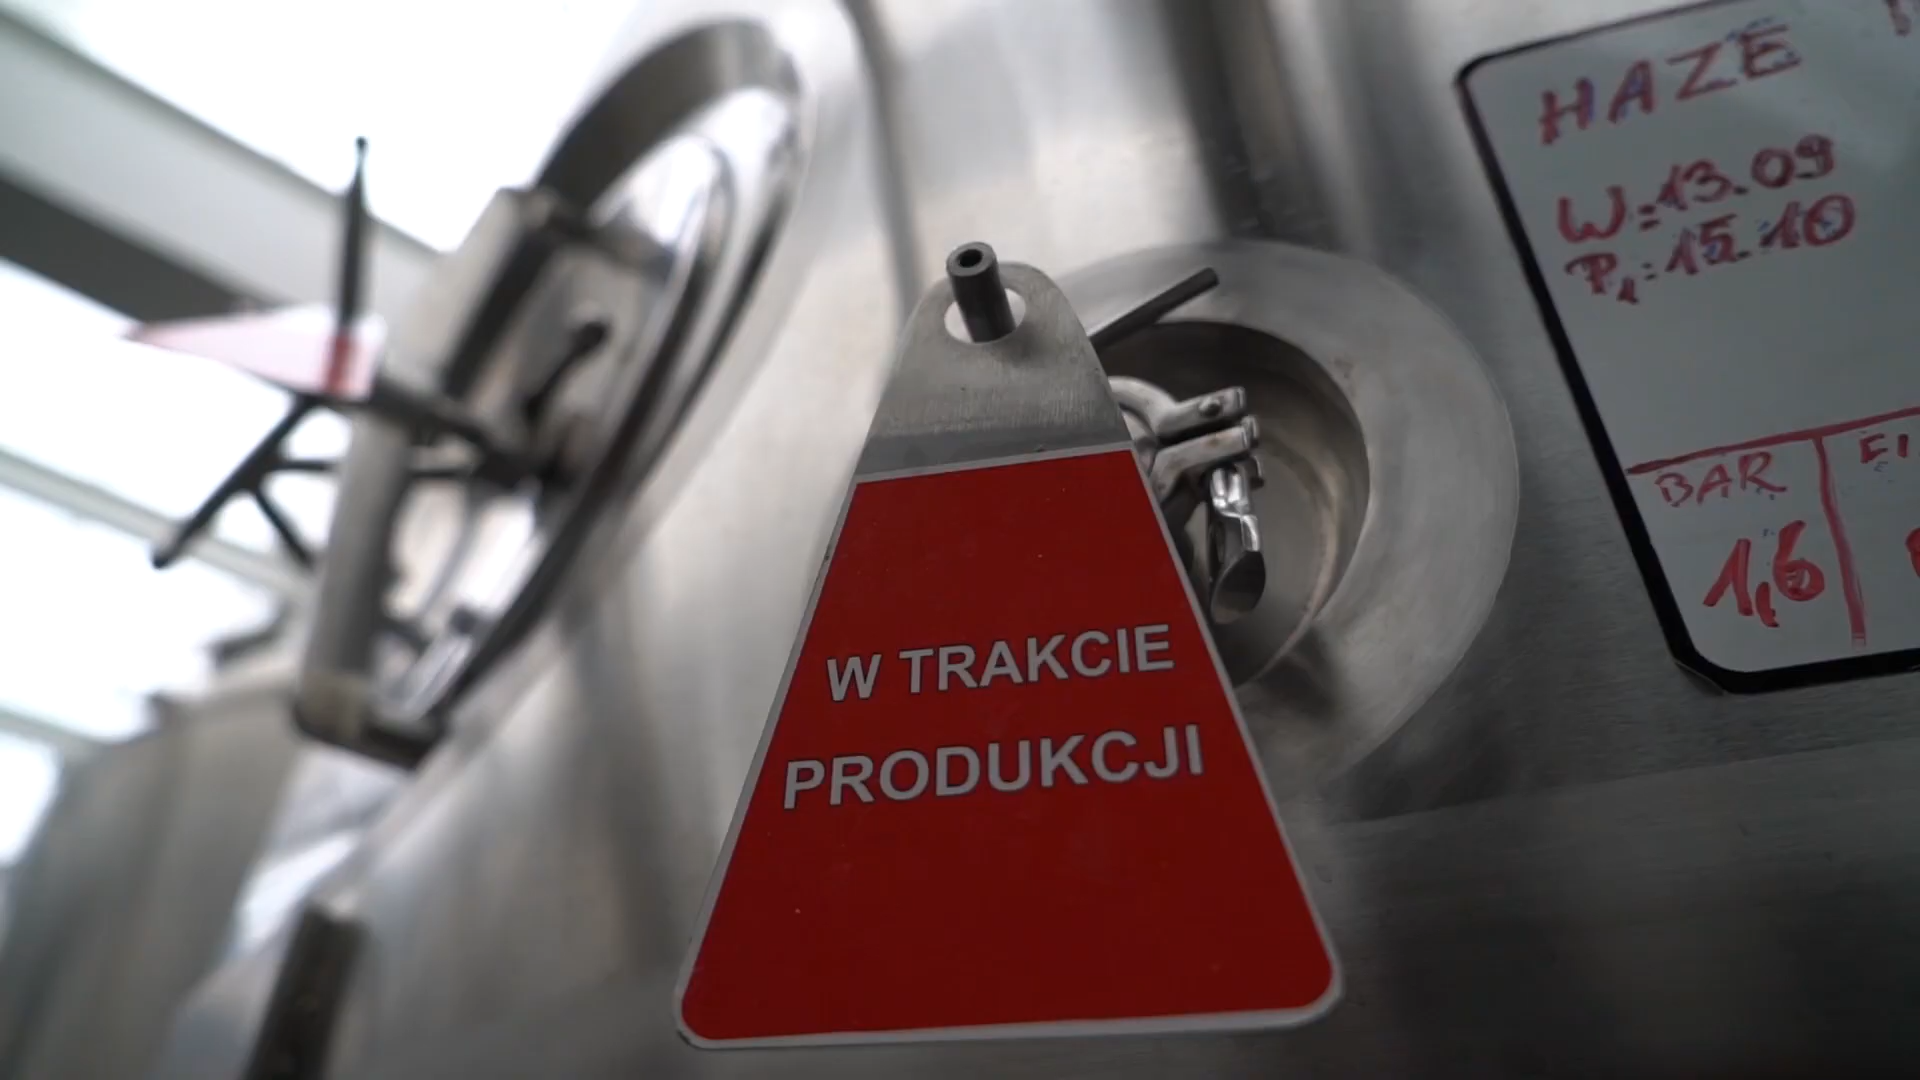 W TRAKCIE
PRODUKCJI
HAZE
W:13.09
P1:15.10
BAR
1,6